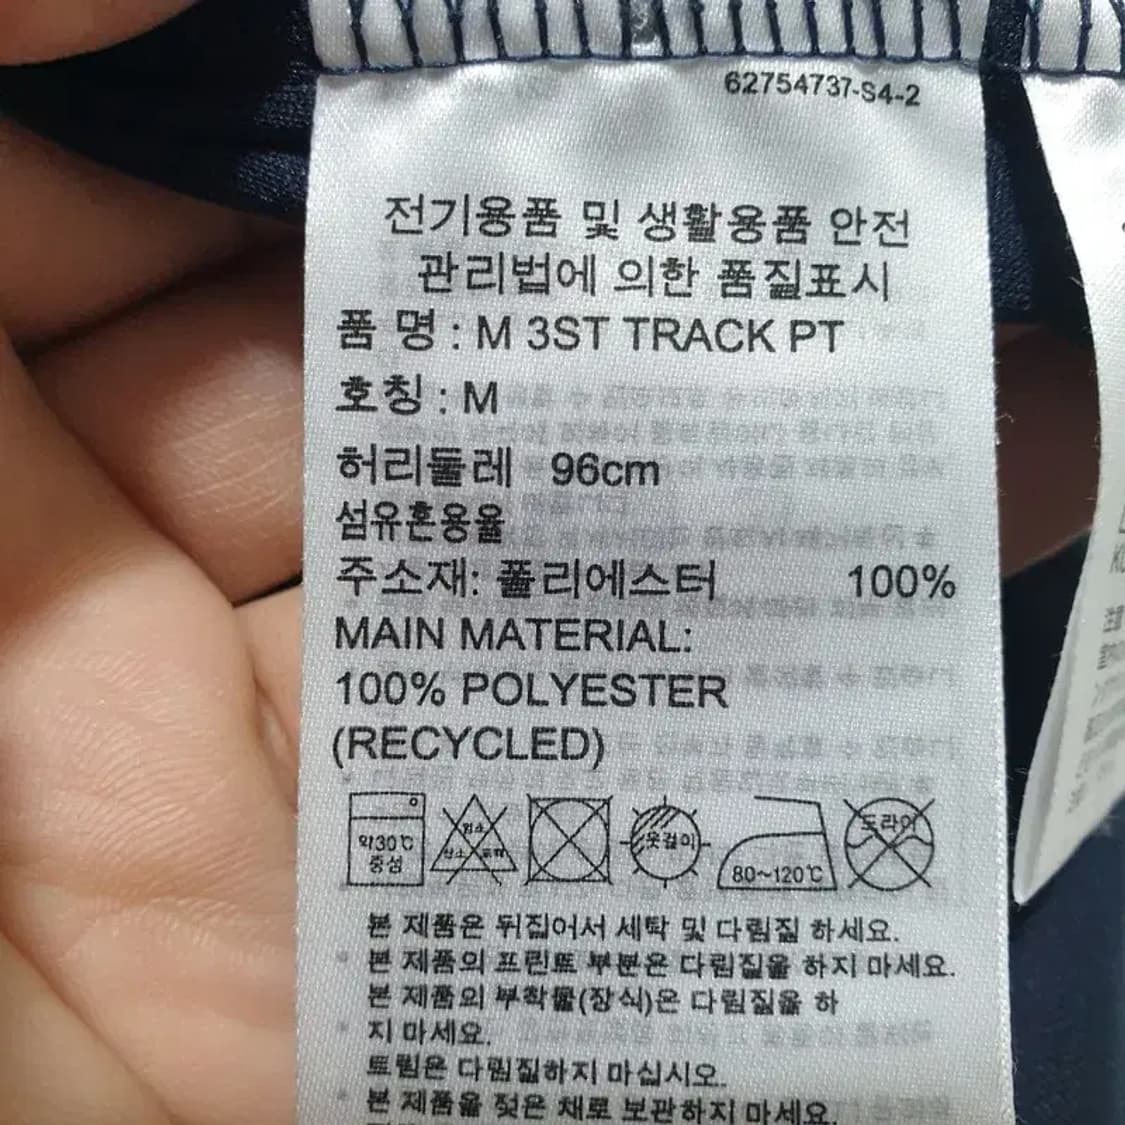 62754737-S4-2
전기용품 및 생활용품 안전
관리법에 의한 품질표시
품 명 : M 3ST TRACK PT
호칭 : M
허리둘레 96cm
섬유혼용율
주소재: 폴리에스터 100%
MAIN MATERIAL:
100% POLYESTER
(RECYCLED)
약30℃
중성
염소
산소 표백
옷걸이
80~120℃
드라이
본 제품은 뒤집어서 세탁 및 다림질 하세요.
* 본 제품의 프린트 부분은 다림질을 하지 마세요.
본 제품의 부착물(장식)은 다림질을 하
* 지 마세요.
트림은 다림질하지 마십시오.
* 본 제품을 젖은 채로 보관하지 마세요.